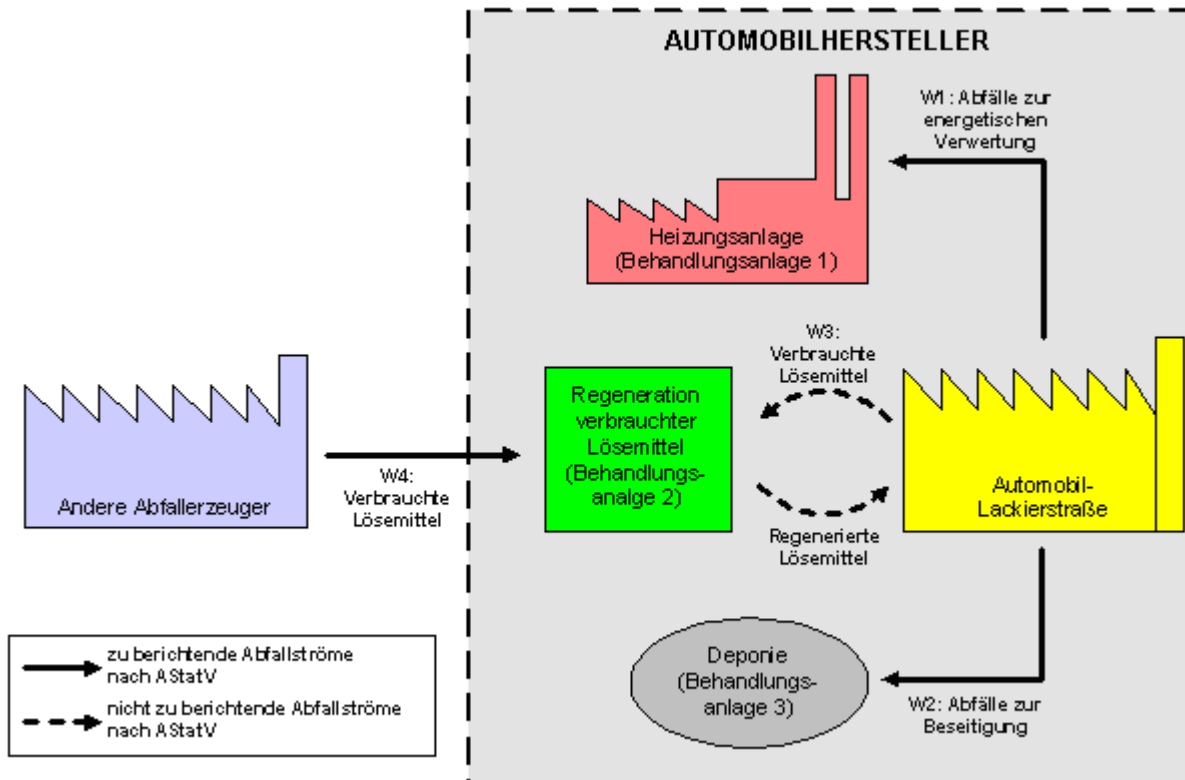 AUTOMOBILHERSTELLER
W1: Abfälle zur
energetischen
Verwertung
Heizungsanlage
(Behandlungsanlage 1)
W3:
Verbrauchte
Lösemittel
Regeneration
verbrauchter
Lösemittel
(Behandlungs-
analge 2)
W4:
Verbrauchte
Lösemittel
Andere Abfallerzeuger
Automobil-
Lackierstraße
Regenerierte
Lösemittel
Deponie
(Behandlungs-
anlage 3)
W2: Abfälle zur
Beseitigung
zu berichtende Abfallströme
nach AStatV
nicht zu berichtende Abfallströme
nach AStatV